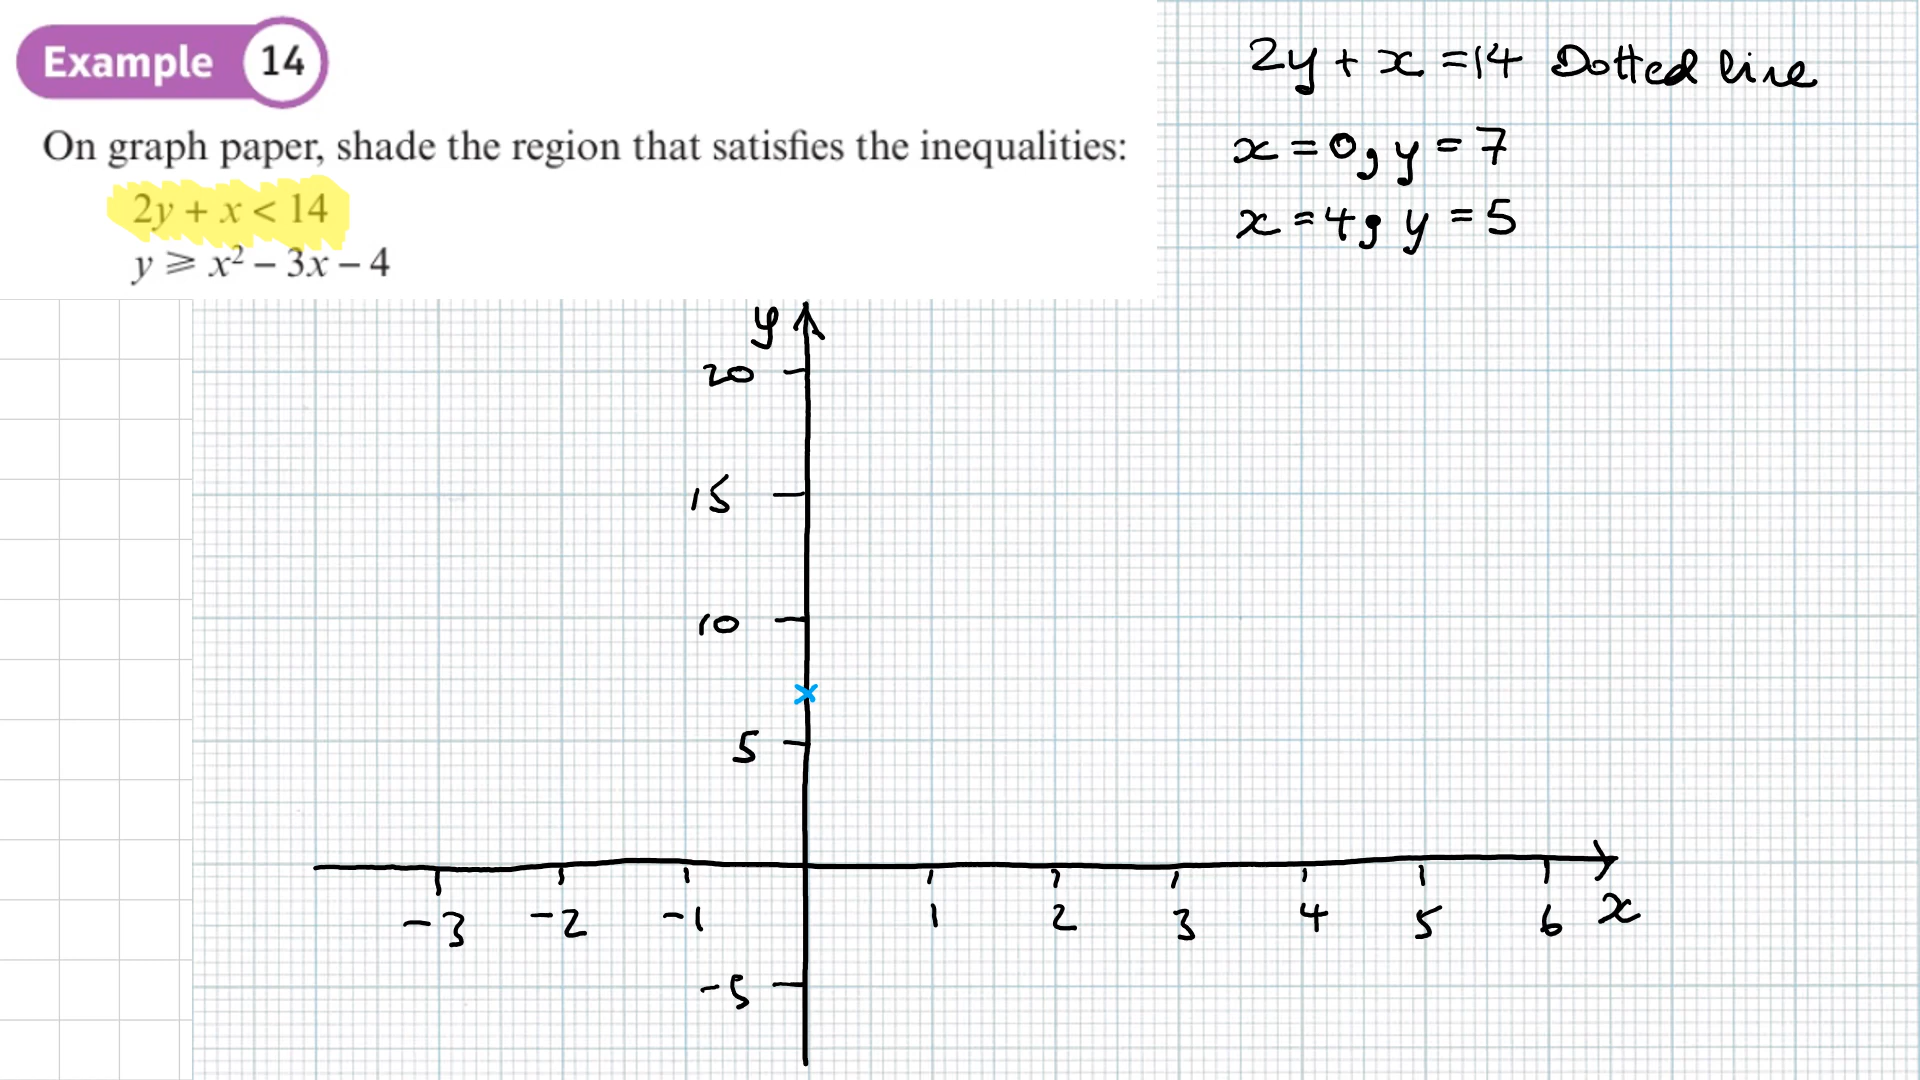 Example 14
On graph paper, shade the region that satisfies the inequalities:
2y + x < 14
y ⩾ x² – 3x – 4
2y + x = 14 Dotted line
x = 0, y = 7
x = 4, y = 5
y
20
15
10
5
-3 -2 -1 1 2 3 4 5 6 x
-5